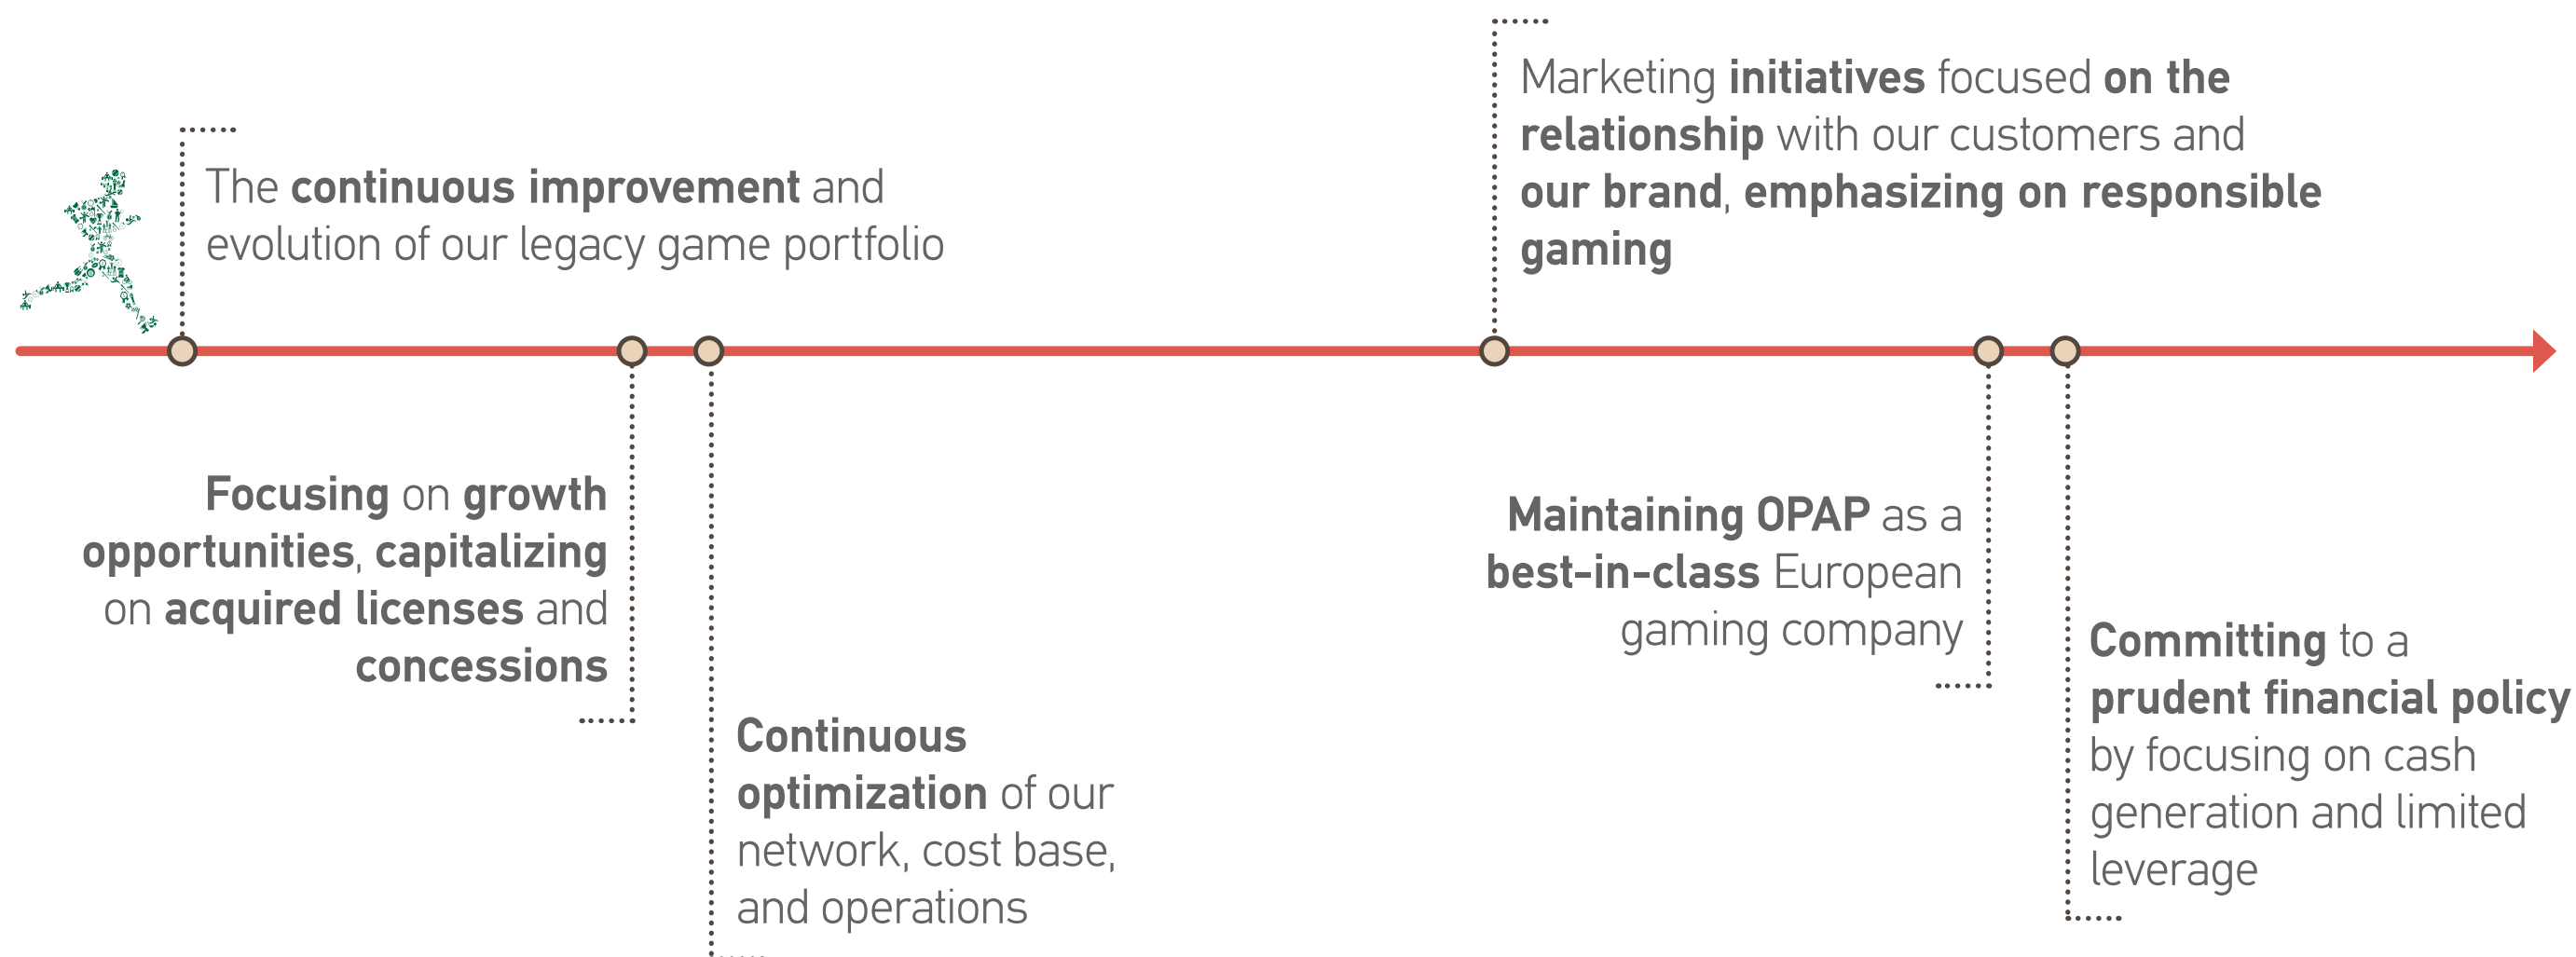 The continuous improvement and
evolution of our legacy game portfolio
Focusing on growth
opportunities, capitalizing
on acquired licenses and
concessions
Continuous
optimization of our
network, cost base,
and operations
Marketing initiatives focused on the
relationship with our customers and
our brand, emphasizing on responsible
gaming
Maintaining OPAP as a
best-in-class European
gaming company
Committing to a
prudent financial policy
by focusing on cash
generation and limited
leverage